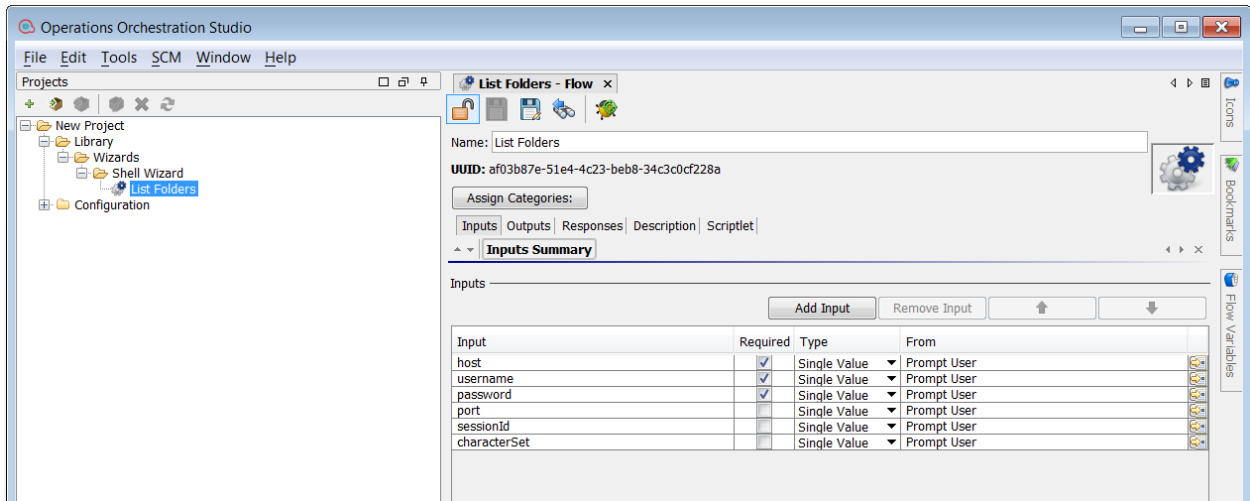 Operations Orchestration Studio
File Edit Tools SCM Window Help
Projects
New Project
Library
Wizards
Shell Wizard
List Folders
Configuration
List Folders - Flow
Name: List Folders
UUID: af03b87e-51e4-4c23-beb8-34c3c0cf228a
Assign Categories:
Inputs Outputs Responses Description Scriptlet
Inputs Summary
Inputs
Add Input Remove Input
Input Required Type From
host Single Value Prompt User
username Single Value Prompt User
password Single Value Prompt User
port Single Value Prompt User
sessionId Single Value Prompt User
characterSet Single Value Prompt User
Icons
Bookmarks
Flow Variables